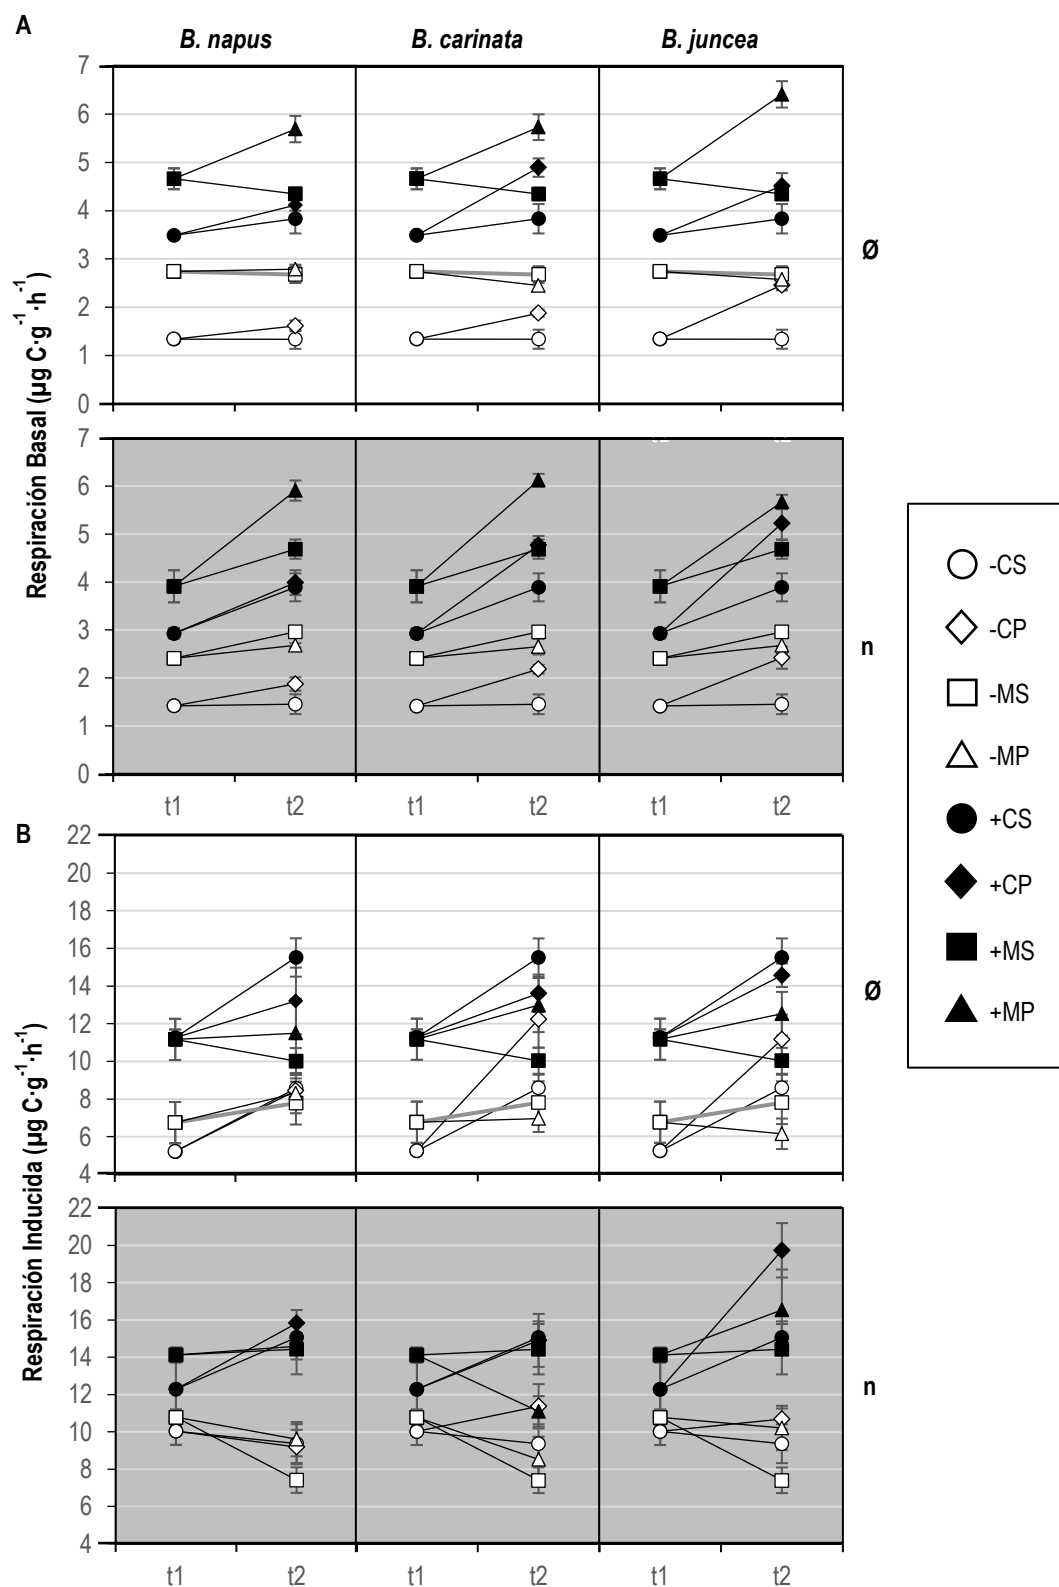 A
B. napus B. carinata B. juncea
Respiración Basal (µg C·g⁻¹·h⁻¹)
7
6
5
4
3
2
1
0
Ø
7
6
5
4
3
2
1
0
n
t1 t2 t1 t2 t1 t2
B
Respiración Inducida (µg C·g⁻¹·h⁻¹)
22
20
18
16
14
12
10
8
6
4
Ø
22
20
18
16
14
12
10
8
6
4
n
t1 t2 t1 t2 t1 t2
-CS
-CP
-MS
-MP
+CS
+CP
+MS
+MP